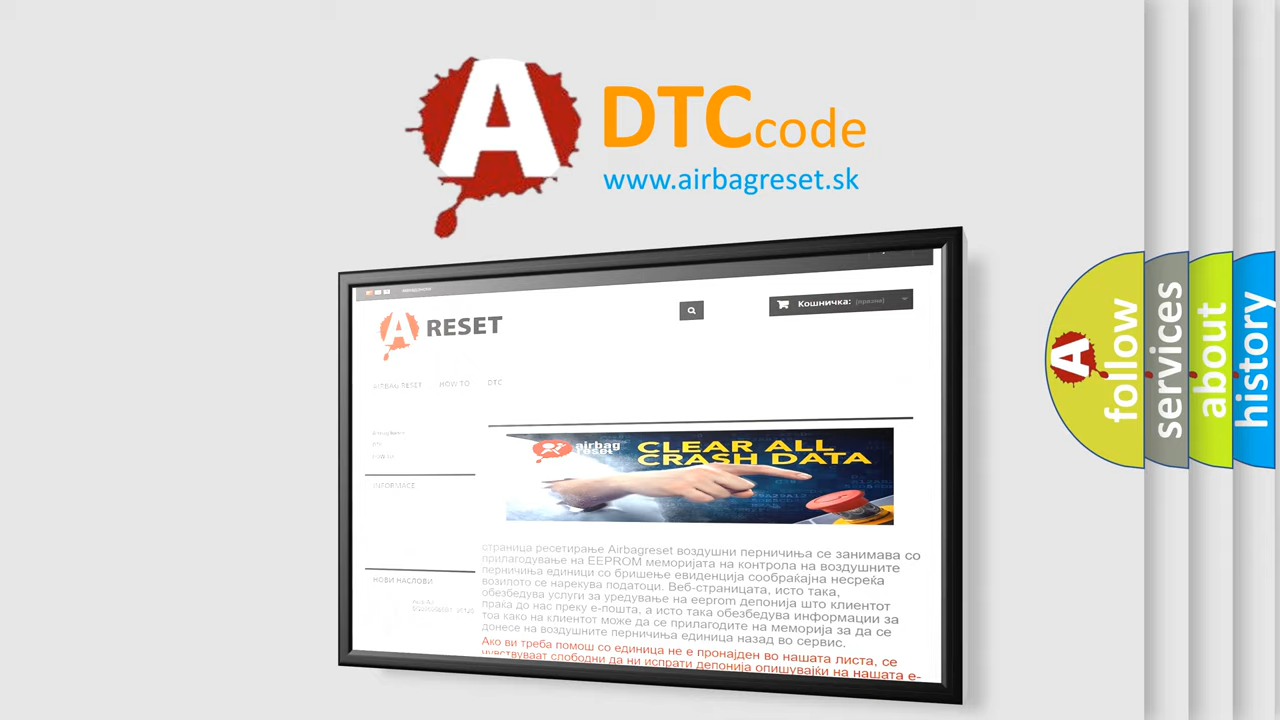 A
DTCcode
www.airbagreset.sk
A RESET
Кошничка: (празни)
AIRBAG RESET HOW TO DTC
INFORMACE
НОВИ НАСЛОВИ
airbag
reset
CLEAR ALL
CRASH DATA
страница ресетирање Airbagreset воздушни перничиња се занимава со
прилагодување на EEPROM меморијата на контрола на воздушните
перничиња единици со бришење евиденција сообраќајна несреќа
возилото се нарекува податоци. Веб-страницата, исто така,
обезбедува услуги за уредување на eeprom депонија што клиентот
праќа до нас преку е-пошта, а исто така обезбедува информации за
тоа како на клиентот може да се прилагодите на меморија за да се
донесе на воздушните перничиња единица назад во сервис.
Ако ви треба помош со единица не е пронајден во нашата листа, се
чувствуваат слободни да ни испрати депонија опишувајќи на нашата е-
A
follow
services
about
history